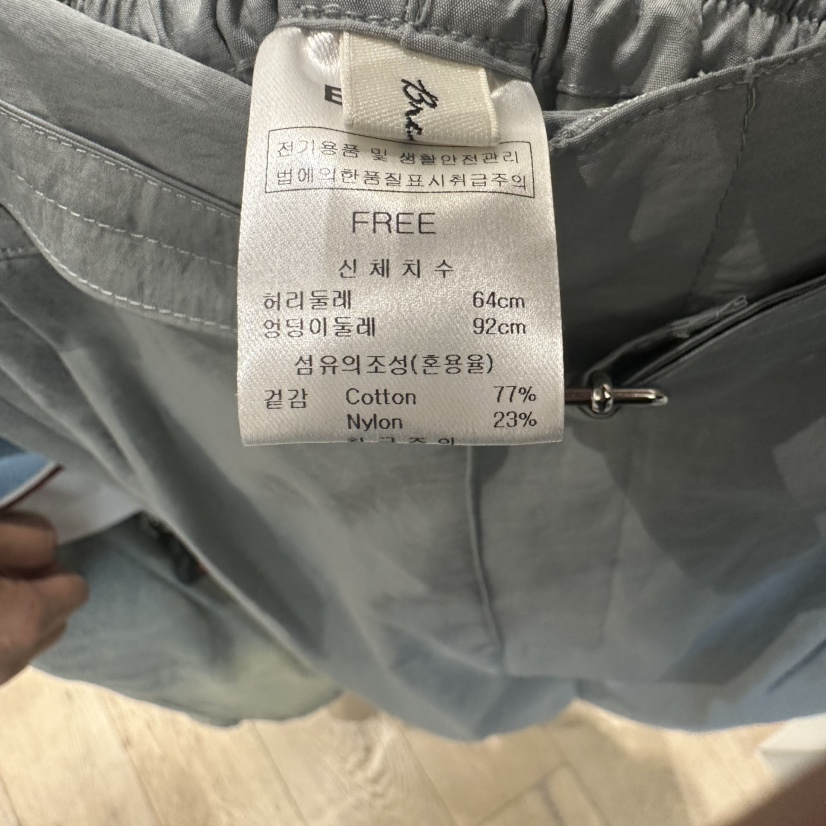 전기용품 및 생활안전관리
법에의한품질표시취급주의
FREE
신체치수
허리둘레 64cm
엉덩이둘레 92cm
섬유의조성(혼용율)
겉감 Cotton 77%
Nylon 23%